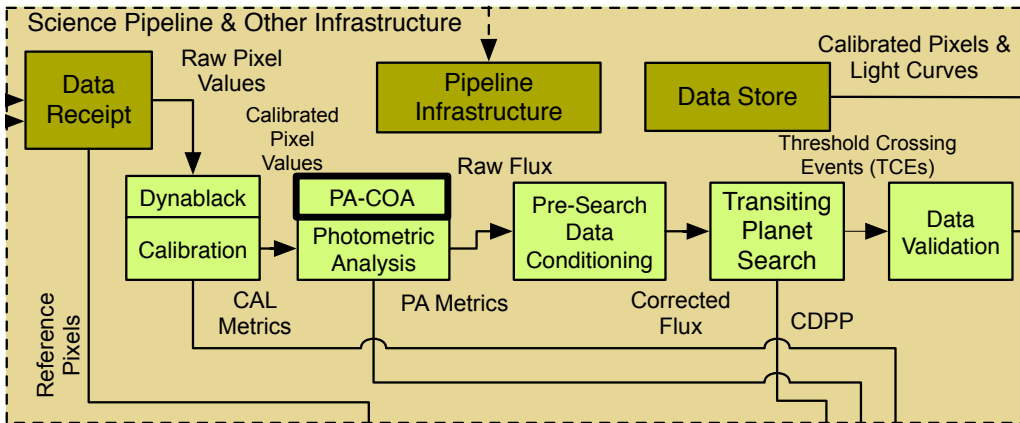 Science Pipeline & Other Infrastructure
Data
Receipt
Raw Pixel
Values
Pipeline
Infrastructure
Data Store
Calibrated Pixels &
Light Curves
Calibrated
Pixel
Values
Raw Flux
Threshold Crossing
Events (TCEs)
Dynablack
Calibration
PA-COA
Photometric
Analysis
Pre-Search
Data
Conditioning
Transiting
Planet
Search
Data
Validation
Reference
Pixels
CAL
Metrics
PA Metrics
Corrected
Flux
CDPP